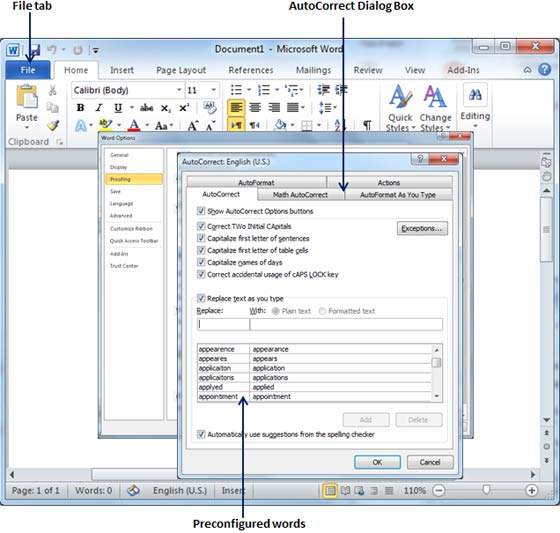 File tab
AutoCorrect Dialog Box
Document1 - Microsoft Word
File Home Insert Page Layout References Mailings Review View Add-Ins
Calibri (Body) 11
Paste
B I U abc
Quick Styles
Change Styles
Editing
Clipboard
Styles
Word Options
General
Display
Proofing
Save
Language
Advanced
Customize Ribbon
Quick Access Toolbar
Add-Ins
Trust Center
AutoCorrect: English (U.S.)
AutoFormat Actions
AutoCorrect Math AutoCorrect AutoFormat As You Type
Show AutoCorrect Options buttons
Correct TWo INitial CApitals
Exceptions...
Capitalize first letter of sentences
Capitalize first letter of table cells
Capitalize names of days
Correct accidental usage of cAPS LOCK key
Replace text as you type
Replace: With: Plain text Formatted text
appearence appearance
appeares appears
applicaiton application
applicaitons applications
applyed applied
appointment appointment
Add Delete
Automatically use suggestions from the spelling checker
OK Cancel
Page: 1 of 1 Words: 0 English (U.S.) Insert 110%
Preconfigured words